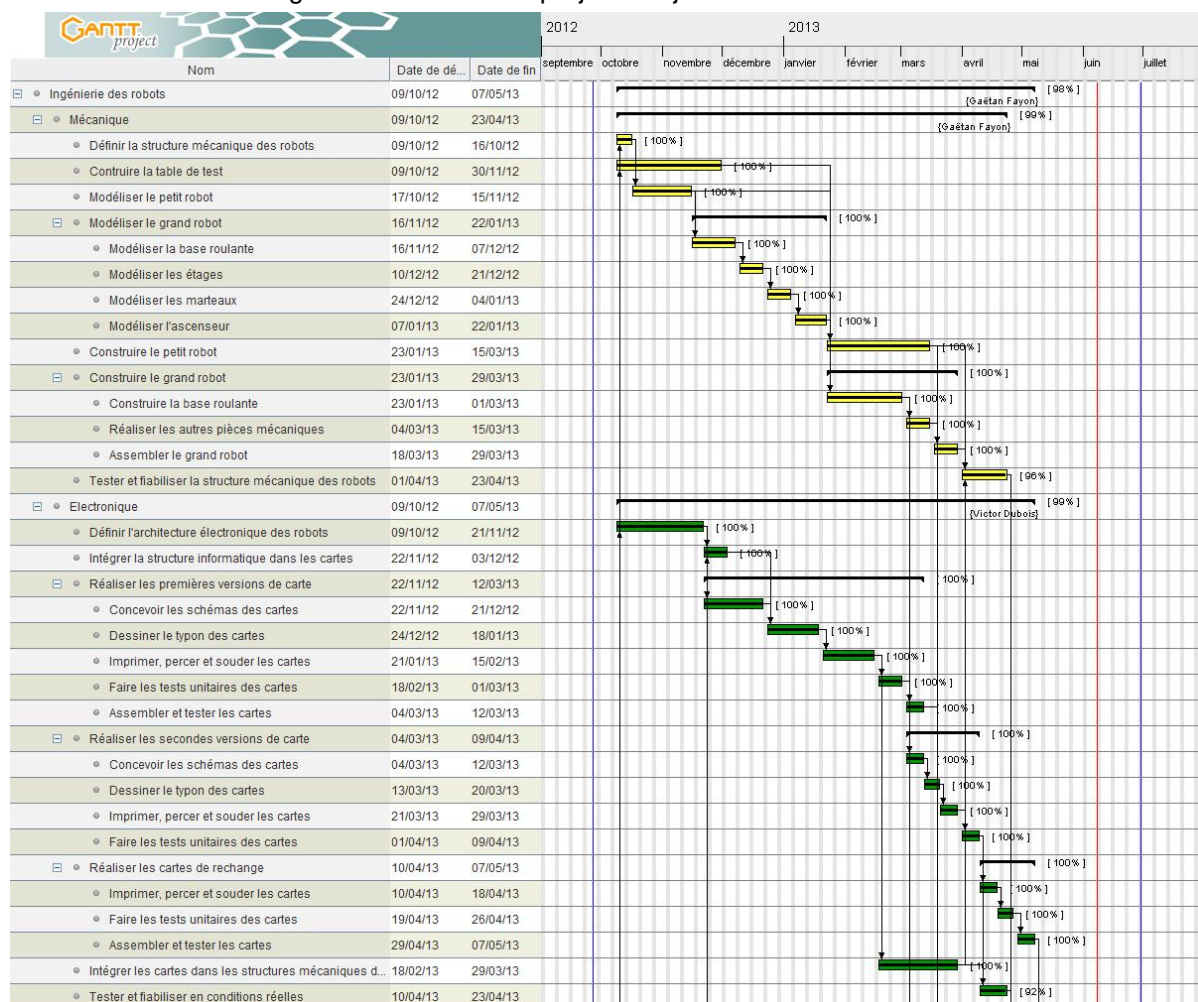 GANTT project
2012 2013
Nom Date de dé... Date de fin septembre octobre novembre décembre janvier février mars avril mai juin juillet
Ingénierie des robots 09/10/12 07/05/13 [98%]
{Gaëtan Fayon}
Mécanique 09/10/12 23/04/13 [99%]
{Gaëtan Fayon}
Définir la structure mécanique des robots 09/10/12 16/10/12 [100%]
Contruire la table de test 09/10/12 30/11/12 [100%]
Modéliser le petit robot 17/10/12 15/11/12 [100%]
Modéliser le grand robot 16/11/12 22/01/13 [100%]
Modéliser la base roulante 16/11/12 07/12/12 [100%]
Modéliser les étages 10/12/12 21/12/12 [100%]
Modéliser les marteaux 24/12/12 04/01/13 [100%]
Modéliser l'ascenseur 07/01/13 22/01/13 [100%]
Construire le petit robot 23/01/13 15/03/13 [100%]
Construire le grand robot 23/01/13 29/03/13 [100%]
Construire la base roulante 23/01/13 01/03/13 [100%]
Réaliser les autres pièces mécaniques 04/03/13 15/03/13 [100%]
Assembler le grand robot 18/03/13 29/03/13 [100%]
Tester et fiabiliser la structure mécanique des robots 01/04/13 23/04/13 [96%]
Electronique 09/10/12 07/05/13 [99%]
{Victor Dubois}
Définir l'architecture électronique des robots 09/10/12 21/11/12 [100%]
Intégrer la structure informatique dans les cartes 22/11/12 03/12/12 [100%]
Réaliser les premières versions de carte 22/11/12 12/03/13 [100%]
Concevoir les schémas des cartes 22/11/12 21/12/12 [100%]
Dessiner le typon des cartes 24/12/12 18/01/13 [100%]
Imprimer, percer et souder les cartes 21/01/13 15/02/13 [100%]
Faire les tests unitaires des cartes 18/02/13 01/03/13 [100%]
Assembler et tester les cartes 04/03/13 12/03/13 [100%]
Réaliser les secondes versions de carte 04/03/13 09/04/13 [100%]
Concevoir les schémas des cartes 04/03/13 12/03/13 [100%]
Dessiner le typon des cartes 13/03/13 20/03/13 [100%]
Imprimer, percer et souder les cartes 21/03/13 29/03/13 [100%]
Faire les tests unitaires des cartes 01/04/13 09/04/13 [100%]
Réaliser les cartes de rechange 10/04/13 07/05/13 [100%]
Imprimer, percer et souder les cartes 10/04/13 18/04/13 [100%]
Faire les tests unitaires des cartes 19/04/13 26/04/13 [100%]
Assembler et tester les cartes 29/04/13 07/05/13 [100%]
Intégrer les cartes dans les structures mécaniques d... 18/02/13 29/03/13 [100%]
Tester et fiabiliser en conditions réelles 10/04/13 23/04/13 [92%]